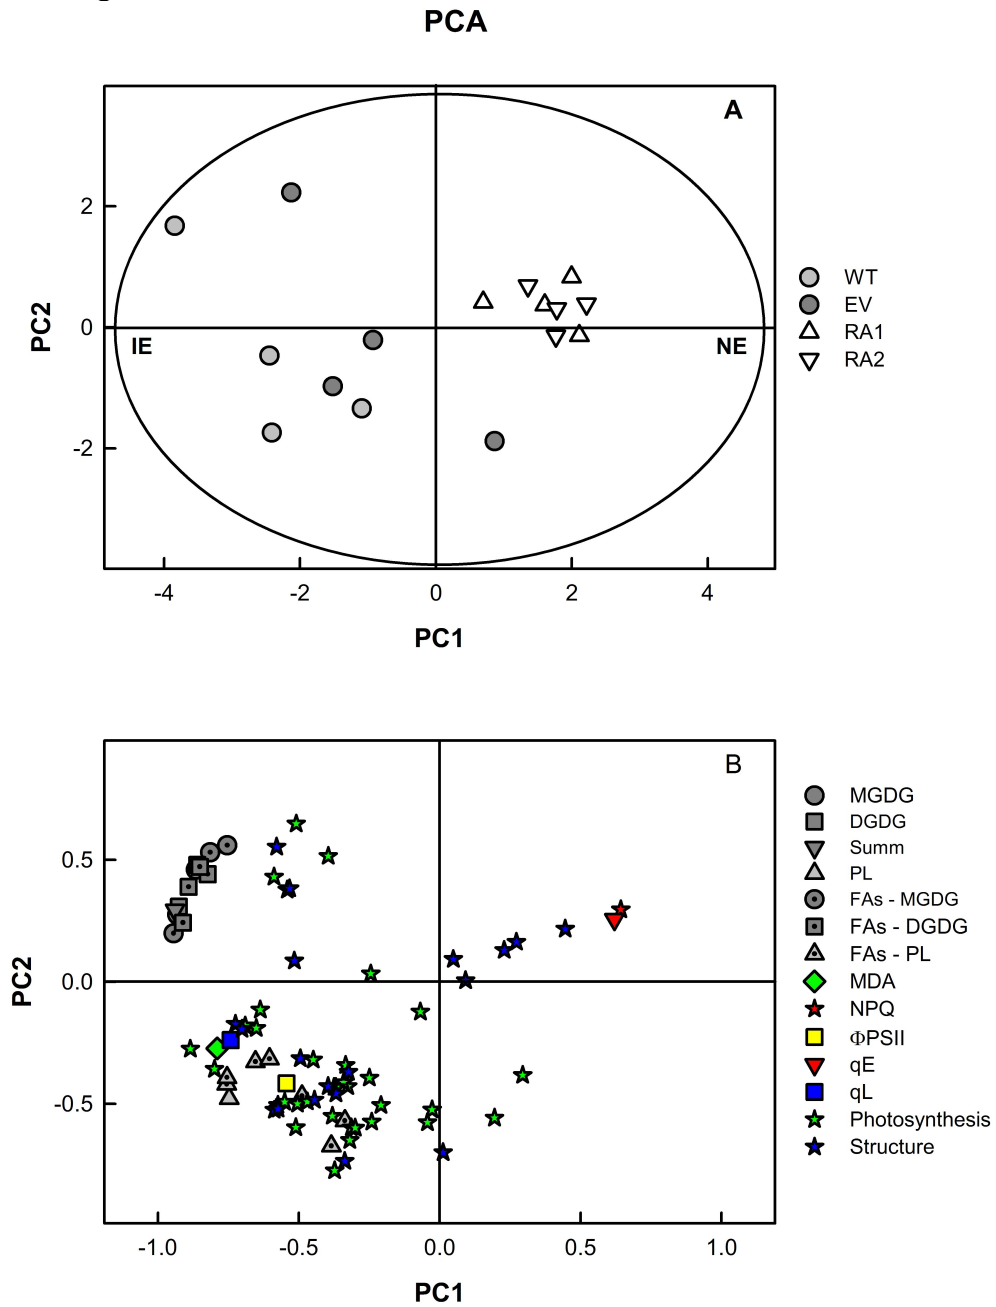 PCA
A
2
0
-2
PC2
IE
NE
-4
-2
0
2
4
PC1
WT
EV
RA1
RA2
B
0.5
0.0
-0.5
PC2
-1.0
-0.5
0.0
0.5
1.0
PC1
MGDG
DGDG
Summ
PL
FAs - MGDG
FAs - DGDG
FAs - PL
MDA
NPQ
ΦPSII
qE
qL
Photosynthesis
Structure